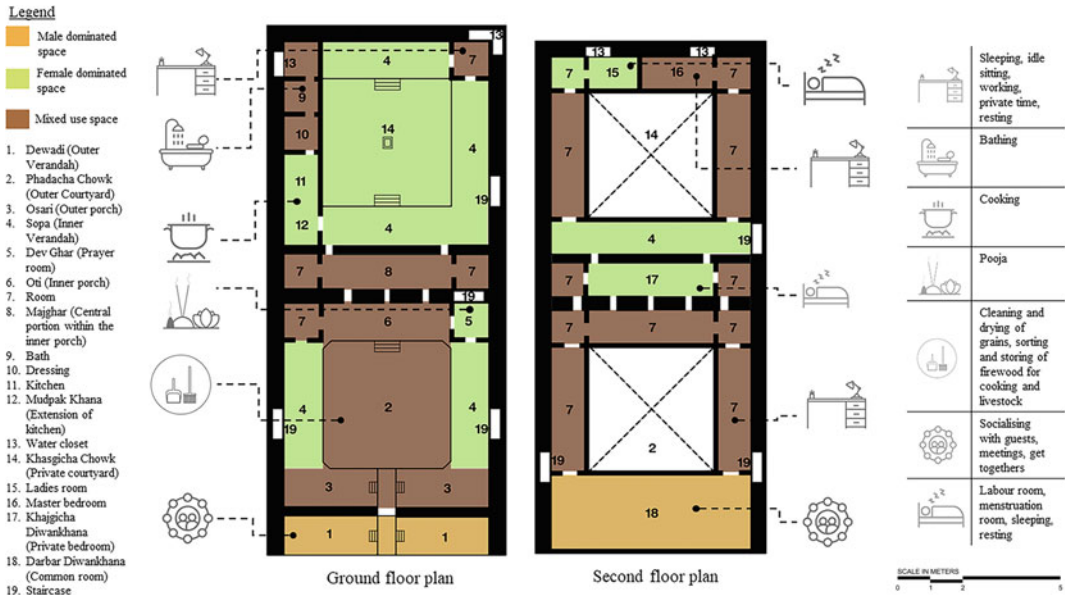 Legend
Male dominated
space
Female dominated
space
Mixed use space
1. Dewadi (Outer
Verandah)
2. Phadacha Chowk
(Outer Courtyard)
3. Osari (Outer porch)
4. Sopa (Inner
Verandah)
5. Dev Ghar (Prayer
room)
6. Oti (Inner porch)
7. Room
8. Majghar (Central
portion within the
inner porch)
9. Bath
10. Dressing
11. Kitchen
12. Mudpak Khana
(Extension of
kitchen)
13. Water closet
14. Khasgicha Chowk
(Private courtyard)
15. Ladies room
16. Master bedroom
17. Khajgicha
Diwankhana
(Private bedroom)
18. Darbar Diwankhana
(Common room)
19. Staircase
13
13
4
7
9
14
10
4
11
19
12
4
7
8
7
19
7
6
5
4
2
4
19
19
3
3
1
1
Ground floor plan
13
13
7
15
16
7
14
7
7
4
19
7
17
7
7
7
7
7
7
2
19
19
18
Second floor plan
Sleeping, idle
sitting,
working,
private time,
resting
Bathing
Cooking
Pooja
Cleaning and
drying of
grains, sorting
and storing of
firewood for
cooking and
livestock
Socialising
with guests,
meetings, get
togethers
Labour room,
menstruation
room, sleeping,
resting
SCALE IN METERS
0 1 2 5